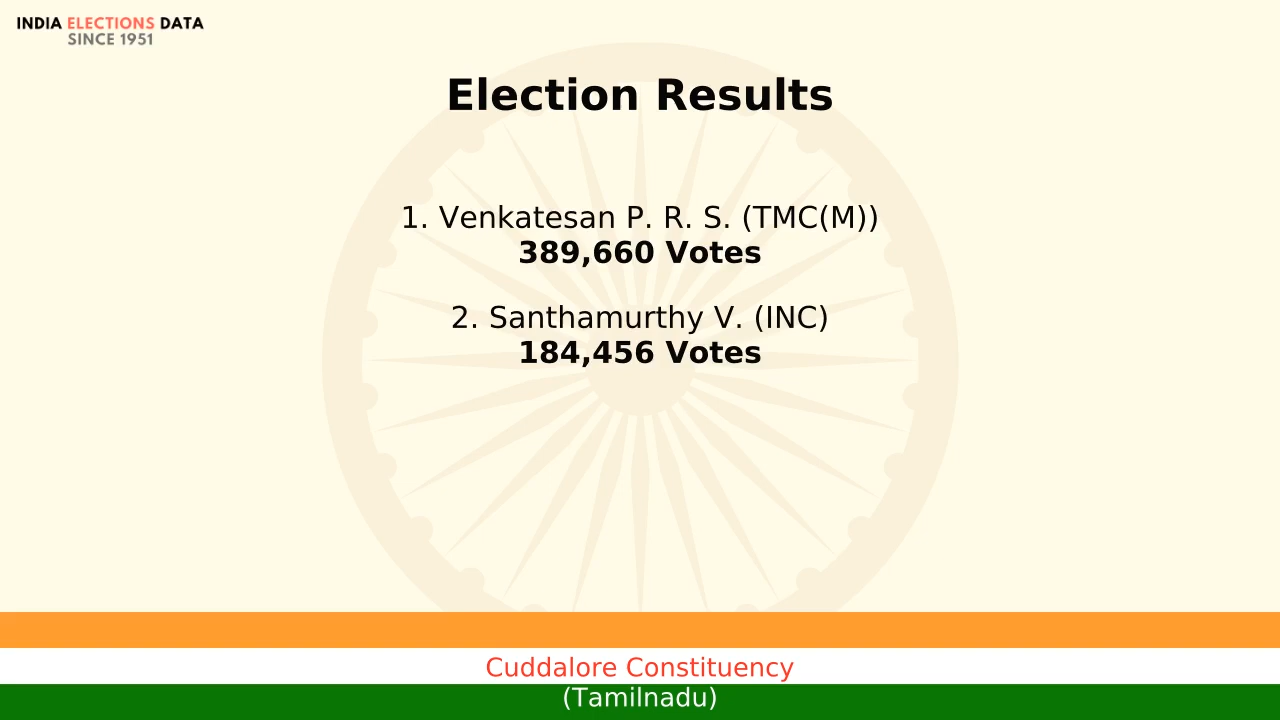 INDIA ELECTIONS DATA
SINCE 1951
Election Results
1. Venkatesan P. R. S. (TMC(M))
389,660 Votes
2. Santhamurthy V. (INC)
184,456 Votes
Cuddalore Constituency
(Tamilnadu)